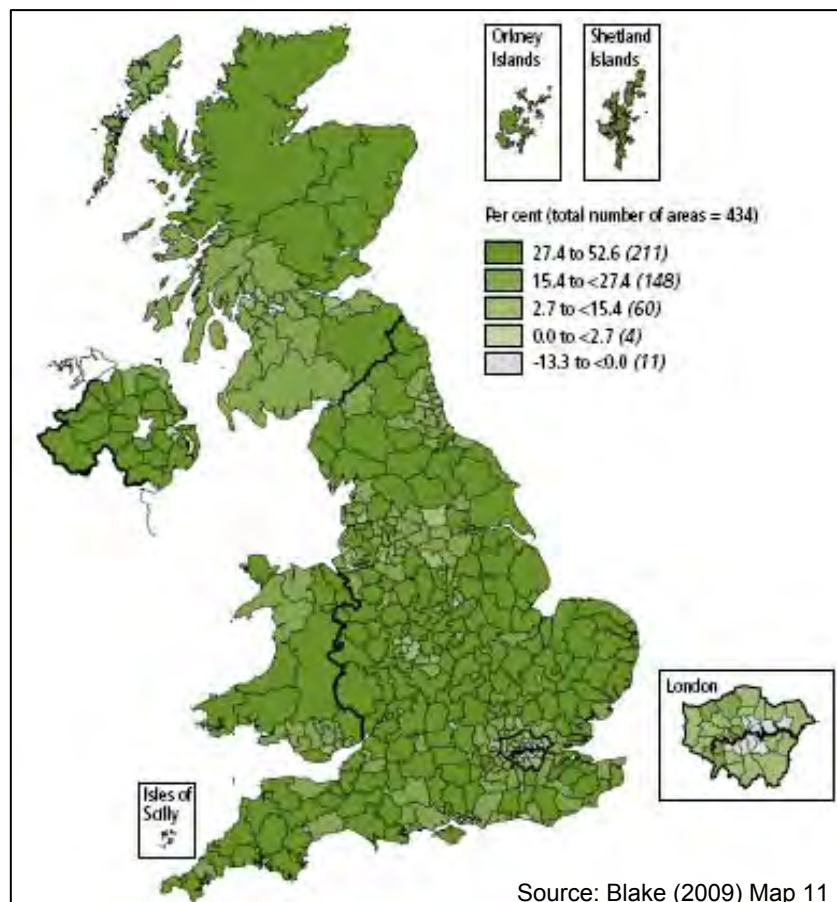 Orkney
Islands
Shetland
Islands
Per cent (total number of areas = 434)
27.4 to 52.6 (211)
15.4 to <27.4 (148)
2.7 to <15.4 (60)
0.0 to <2.7 (4)
-13.3 to <0.0 (11)
London
Isles of
Scilly
Source: Blake (2009) Map 11